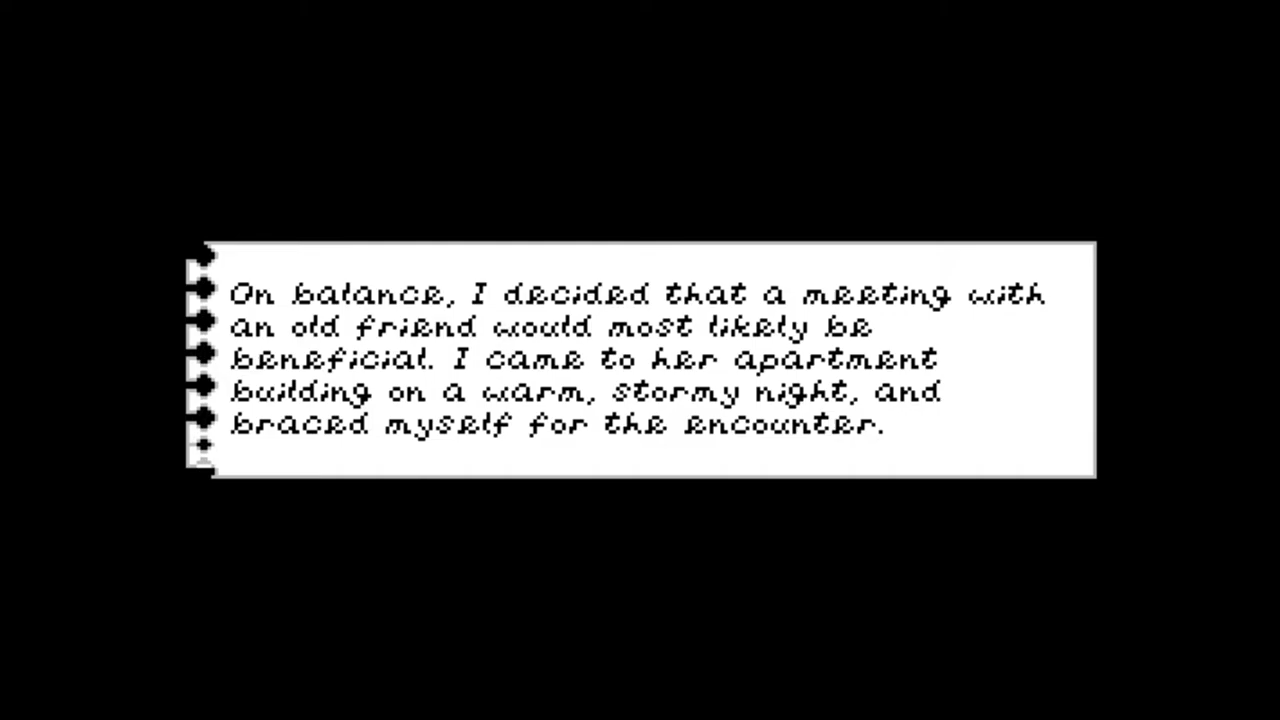 On balance, I decided that a meeting with
an old friend would most likely be
beneficial. I came to her apartment
building on a warm, stormy night, and
braced myself for the encounter.